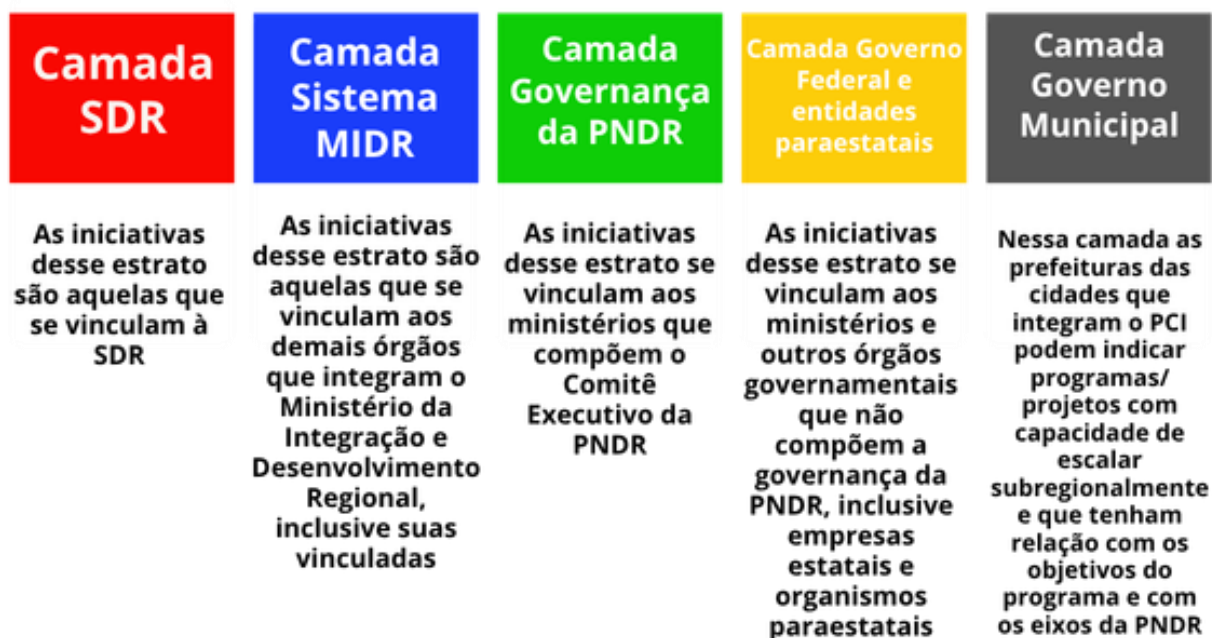 Camada
SDR
As iniciativas
desse estrato
são aquelas que
se vinculam à
SDR
Camada
Sistema
MIDR
As iniciativas
desse estrato são
aquelas que se
vinculam aos
demais órgãos
que integram o
Ministério da
Integração e
Desenvolvimento
Regional,
inclusive suas
vinculadas
Camada
Governança
da PNDR
As iniciativas
desse estrato se
vinculam aos
ministérios que
compõem o
Comitê
Executivo da
PNDR
Camada Governo
Federal e
entidades
paraestatais
As iniciativas
desse estrato se
vinculam aos
ministérios e
outros órgãos
governamentais
que não
compõem a
governança da
PNDR, inclusive
empresas
estatais e
organismos
paraestatais
Camada
Governo
Municipal
Nessa camada as
prefeituras das
cidades que
integram o PCI
podem indicar
programas/
projetos com
capacidade de
escalar
subregionalmente
e que tenham
relação com os
objetivos do
programa e com
os eixos da PNDR